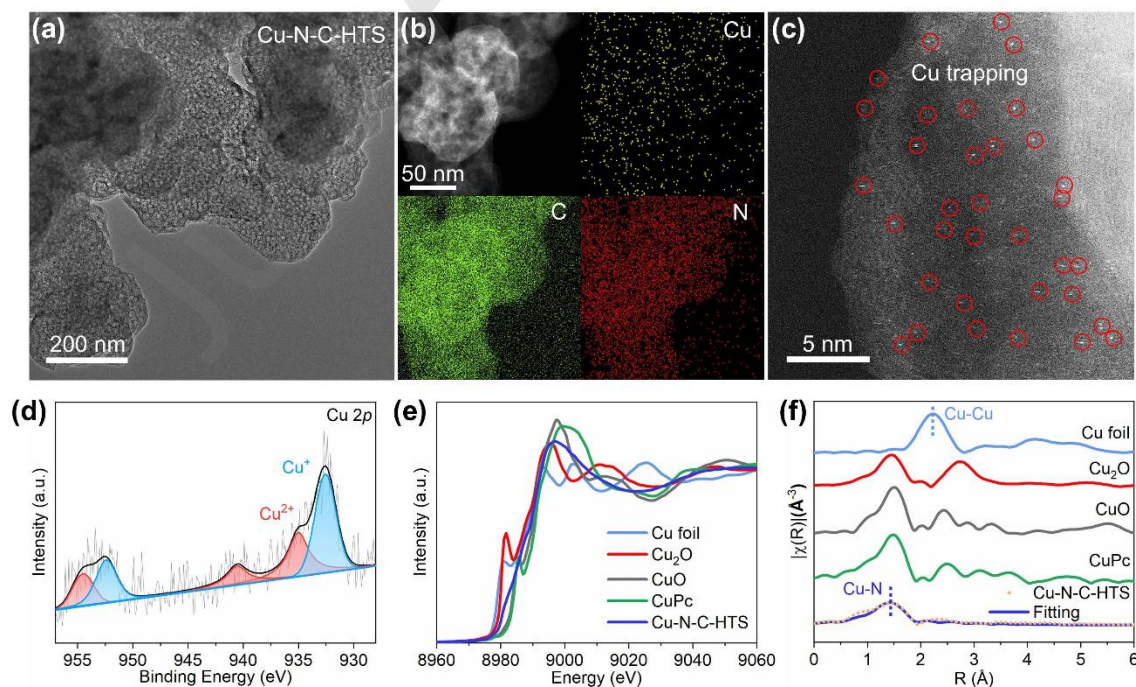 (a)
Cu-N-C-HTS
200 nm
(b)
Cu
50 nm
C
N
(c)
Cu trapping
5 nm
(d)
Cu 2p
Cu⁺
Cu²⁺
Intensity (a.u.)
955 950 945 940 935 930
Binding Energy (eV)
(e)
Intensity (a.u.)
Cu foil
Cu₂O
CuO
CuPc
Cu-N-C-HTS
8960 8980 9000 9020 9040 9060
Energy (eV)
(f)
|χ(R)|(Å⁻³)
Cu-Cu
Cu foil
Cu₂O
CuO
CuPc
Cu-N
Cu-N-C-HTS
Fitting
0 1 2 3 4 5 6
R (Å)